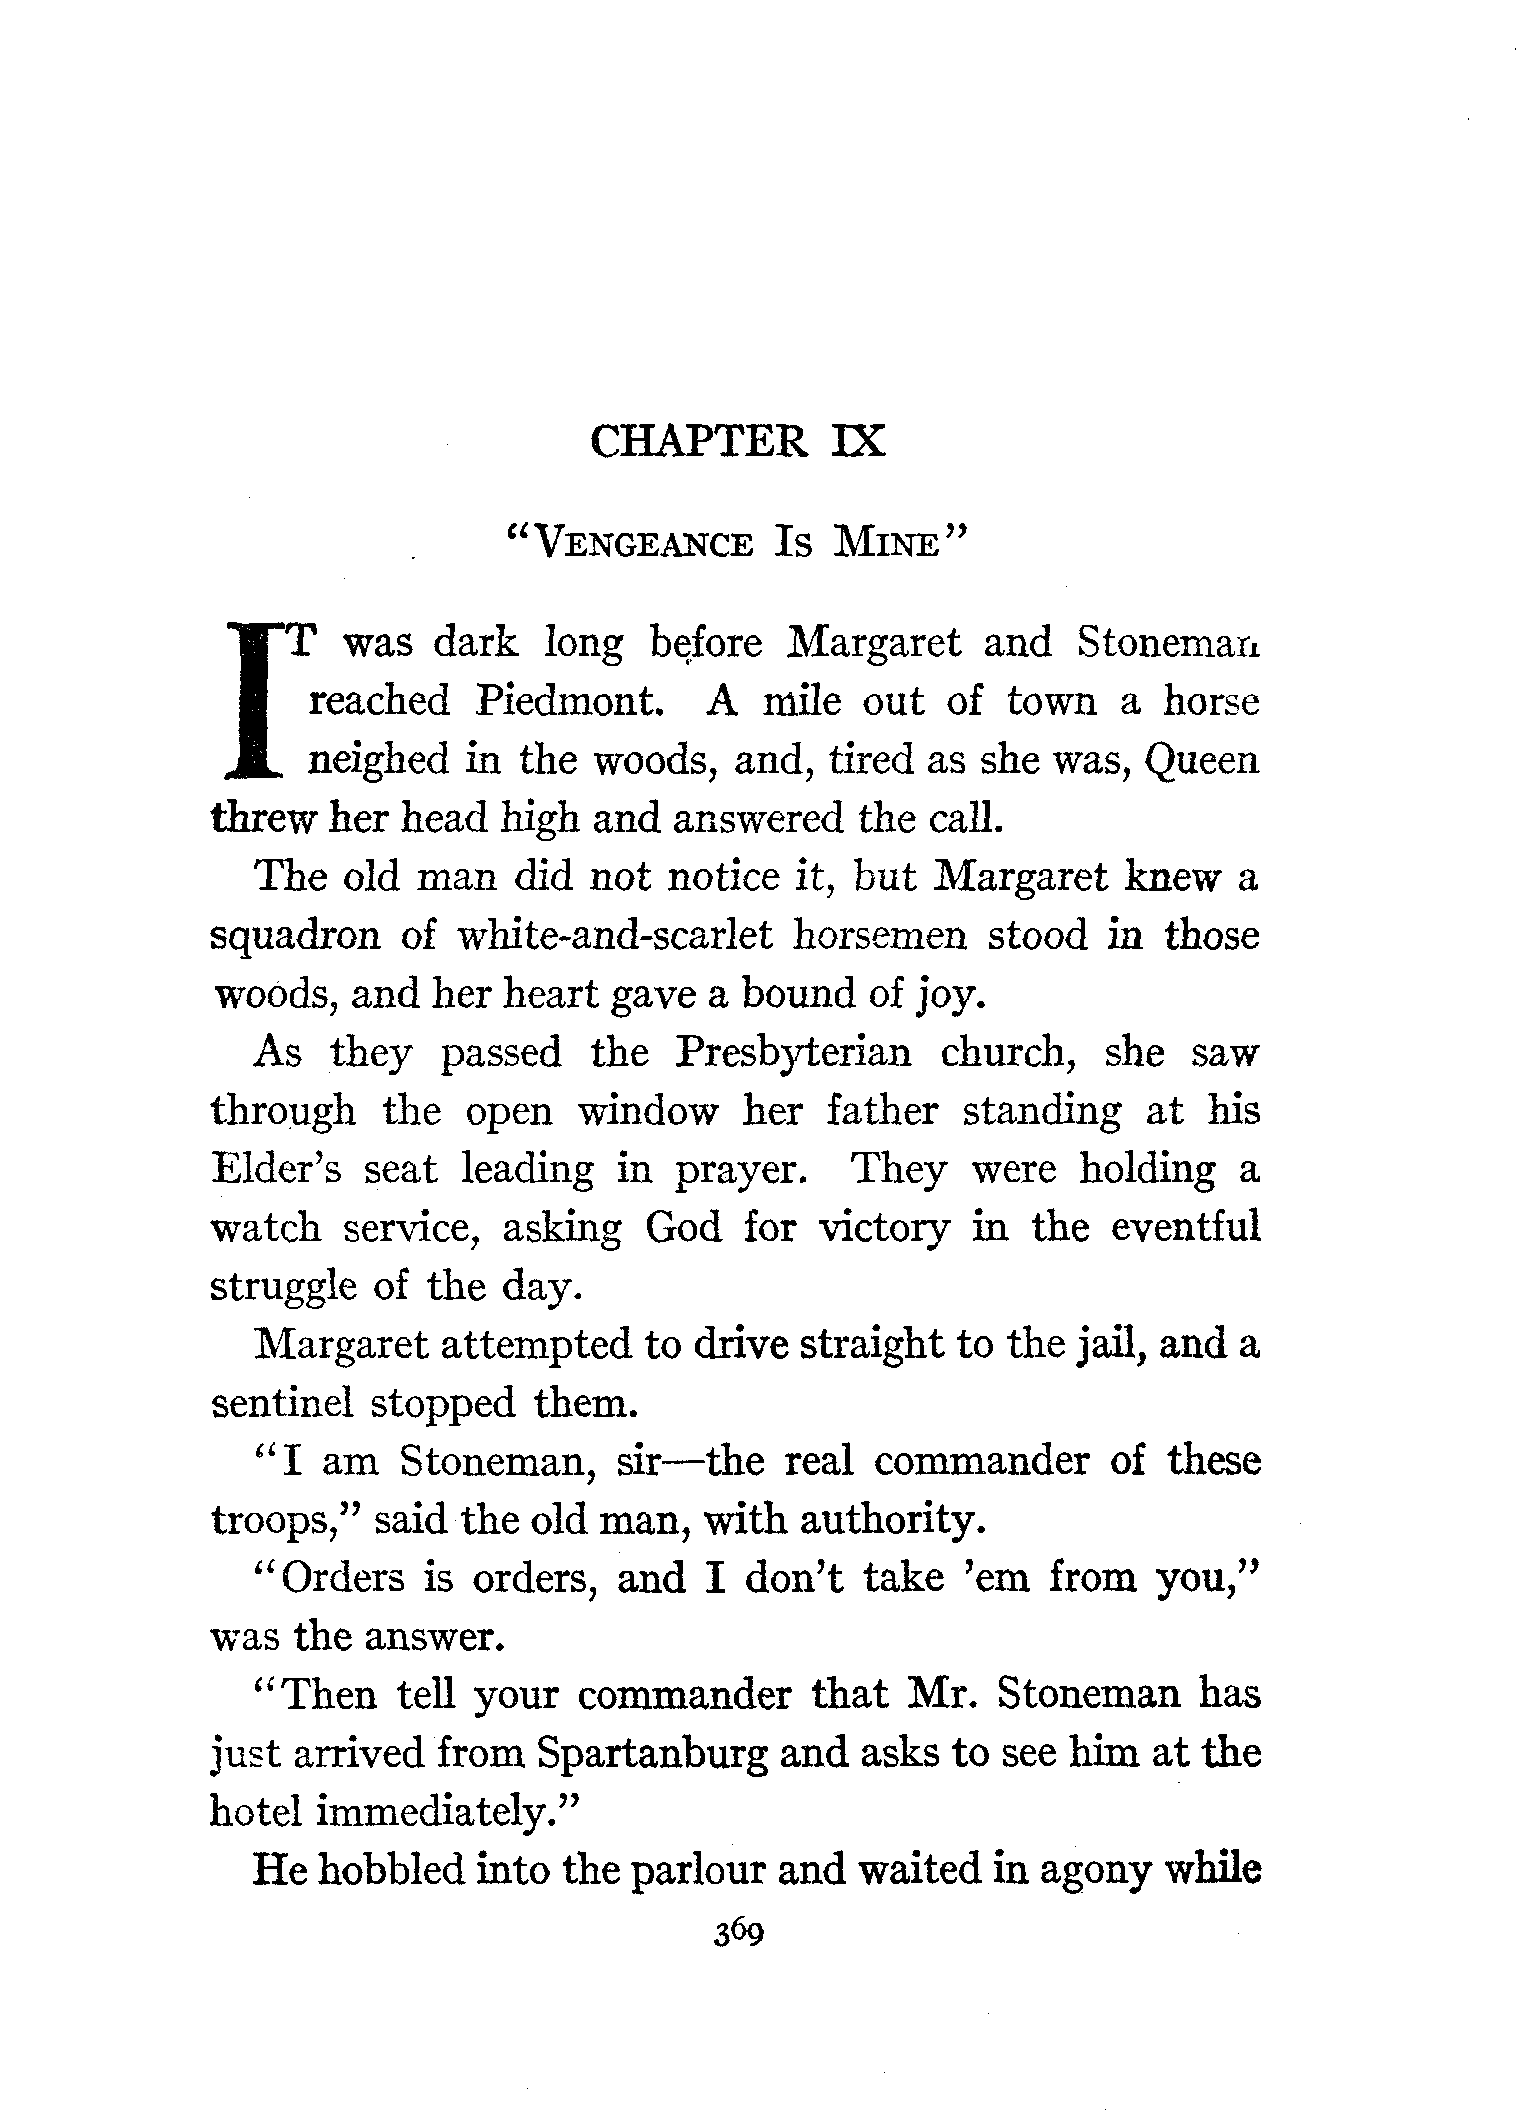 CHAPTER IX
"Vengeance Is Mine"
IT was dark long before Margaret and Stoneman
reached Piedmont. A mile out of town a horse
neighed in the woods, and, tired as she was, Queen
threw her head high and answered the call.
The old man did not notice it, but Margaret knew a
squadron of white-and-scarlet horsemen stood in those
woods, and her heart gave a bound of joy.
As they passed the Presbyterian church, she saw
through the open window her father standing at his
Elder's seat leading in prayer. They were holding a
watch service, asking God for victory in the eventful
struggle of the day.
Margaret attempted to drive straight to the jail, and a
sentinel stopped them.
"I am Stoneman, sir—the real commander of these
troops," said the old man, with authority.
"Orders is orders, and I don't take 'em from you,"
was the answer.
"Then tell your commander that Mr. Stoneman has
just arrived from Spartanburg and asks to see him at the
hotel immediately."
He hobbled into the parlour and waited in agony while
369